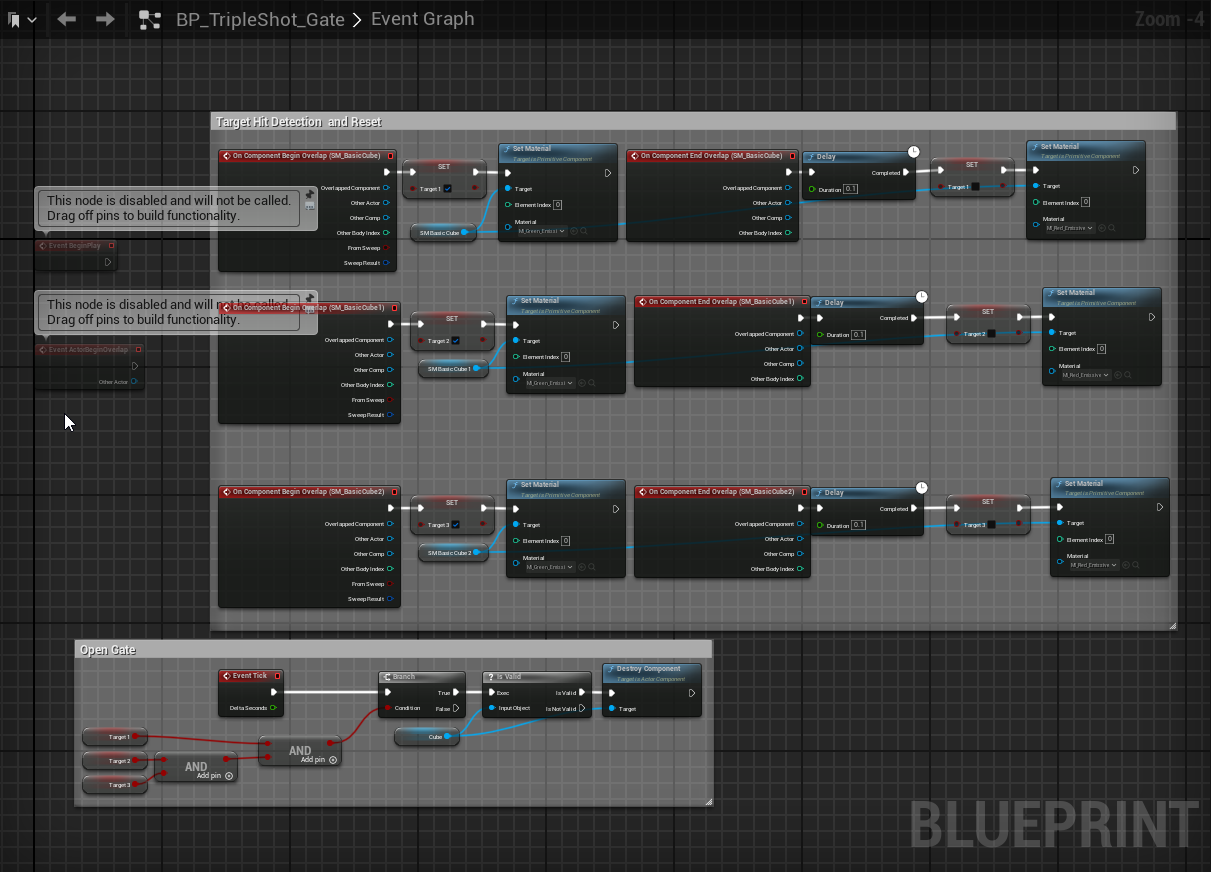 BP_TripleShot_Gate > Event Graph
Zoom -4
Target Hit Detection and Reset
On Component Begin Overlap (SM_BasicCube)
Overlapped Component
Other Actor
Other Comp
Other Body Index
From Sweep
Sweep Result
SET
Target 1
SM Basic Cube
Set Material
Target is Primitive Component
Target
Element Index 0
Material
MI_Green_Emissi
On Component End Overlap (SM_BasicCube)
Overlapped Component
Other Actor
Other Comp
Other Body Index
Delay
Completed
Duration 0.1
SET
Target 1
Set Material
Target is Primitive Component
Target
Element Index 0
Material
MI_Red_Emissive
This node is disabled and will not be called.
Drag off pins to build functionality.
Event BeginPlay
This node is disabled and will not be called.
Drag off pins to build functionality.
Event ActorBeginOverlap
Other Actor
On Component Begin Overlap (SM_BasicCube1)
Overlapped Component
Other Actor
Other Comp
Other Body Index
From Sweep
Sweep Result
SET
Target 2
SM Basic Cube 1
Set Material
Target is Primitive Component
Target
Element Index 0
Material
MI_Green_Emissi
On Component End Overlap (SM_BasicCube1)
Overlapped Component
Other Actor
Other Comp
Other Body Index
Delay
Completed
Duration 0.1
SET
Target 2
Set Material
Target is Primitive Component
Target
Element Index 0
Material
MI_Red_Emissive
On Component Begin Overlap (SM_BasicCube2)
Overlapped Component
Other Actor
Other Comp
Other Body Index
From Sweep
Sweep Result
SET
Target 3
SM Basic Cube 2
Set Material
Target is Primitive Component
Target
Element Index 0
Material
MI_Green_Emissi
On Component End Overlap (SM_BasicCube2)
Overlapped Component
Other Actor
Other Comp
Other Body Index
Delay
Completed
Duration 0.1
SET
Target 3
Set Material
Target is Primitive Component
Target
Element Index 0
Material
MI_Red_Emissive
Open Gate
Event Tick
Delta Seconds
Target 1
Target 2
Target 3
AND
Add pin
AND
Add pin
Branch
True
Condition False
Cube
? Is Valid
Exec Is Valid
Input Object Is Not Valid
Destroy Component
Target is Actor Component
Target
BLUEPRINT